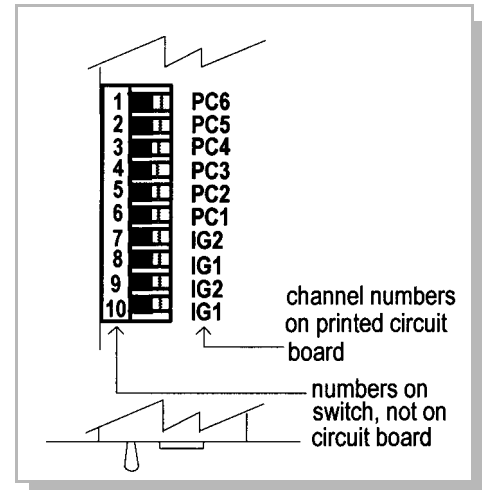 1 PC6
2 PC5
3 PC4
4 PC3
5 PC2
6 PC1
7 IG2
8 IG1
9 IG2
10 IG1
channel numbers
on printed circuit
board
numbers on
switch, not on
circuit board